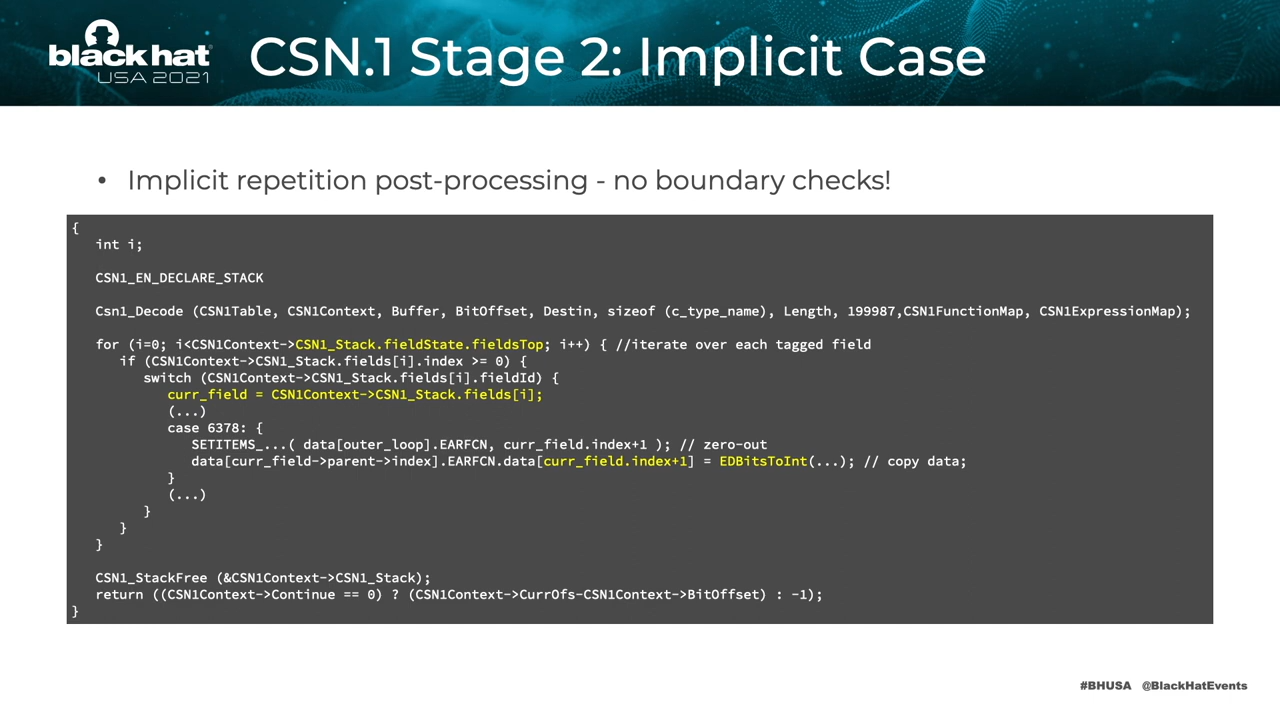 black hat
USA 2021
CSN.1 Stage 2: Implicit Case
• Implicit repetition post-processing - no boundary checks!
{
   int i;
   CSN1_EN_DECLARE_STACK
   Csn1_Decode (CSN1Table, CSN1Context, Buffer, BitOffset, Destin, sizeof (c_type_name), Length, 199987,CSN1FunctionMap, CSN1ExpressionMap);
   for (i=0; i<CSN1Context->CSN1_Stack.fieldState.fieldsTop; i++) { //iterate over each tagged field
      if (CSN1Context->CSN1_Stack.fields[i].index >= 0) {
         switch (CSN1Context->CSN1_Stack.fields[i].fieldId) {
            curr_field = CSN1Context->CSN1_Stack.fields[i];
            (...)
            case 6378: {
               SETITEMS_...( data[outer_loop].EARFCN, curr_field.index+1 ); // zero-out
               data[curr_field->parent->index].EARFCN.data[curr_field.index+1] = EDBitsToInt(...); // copy data;
            }
            (...)
         }
      }
   }
   CSN1_StackFree (&CSN1Context->CSN1_Stack);
   return ((CSN1Context->Continue == 0) ? (CSN1Context->CurrOfs-CSN1Context->BitOffset) : -1);
}
#BHUSA @BlackHatEvents